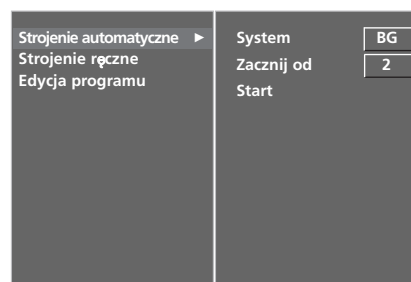 Strojenie automatyczne ►
Strojenie ręczne
Edycja programu
System BG
Zacznij od 2
Start